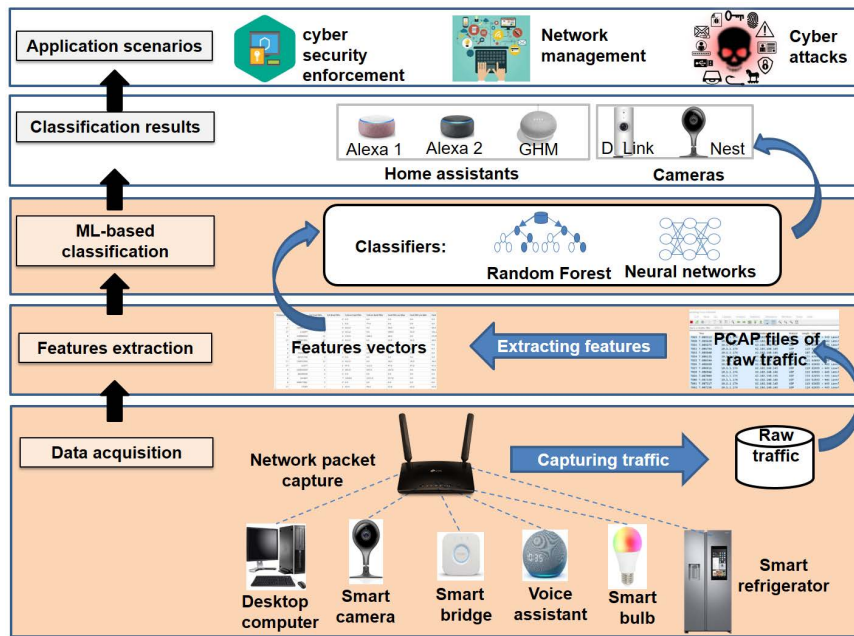 Application scenarios
cyber
security
enforcement
Network
management
Cyber
attacks
Classification results
Alexa 1
Alexa 2
GHM
D_Link
Nest
Home assistants
Cameras
ML-based
classification
Classifiers:
Random Forest
Neural networks
Features extraction
Features vectors
Extracting features
PCAP files of
raw traffic
Data acquisition
Network packet
capture
Capturing traffic
Raw
traffic
Desktop
computer
Smart
camera
Smart
bridge
Voice
assistant
Smart
bulb
Smart
refrigerator